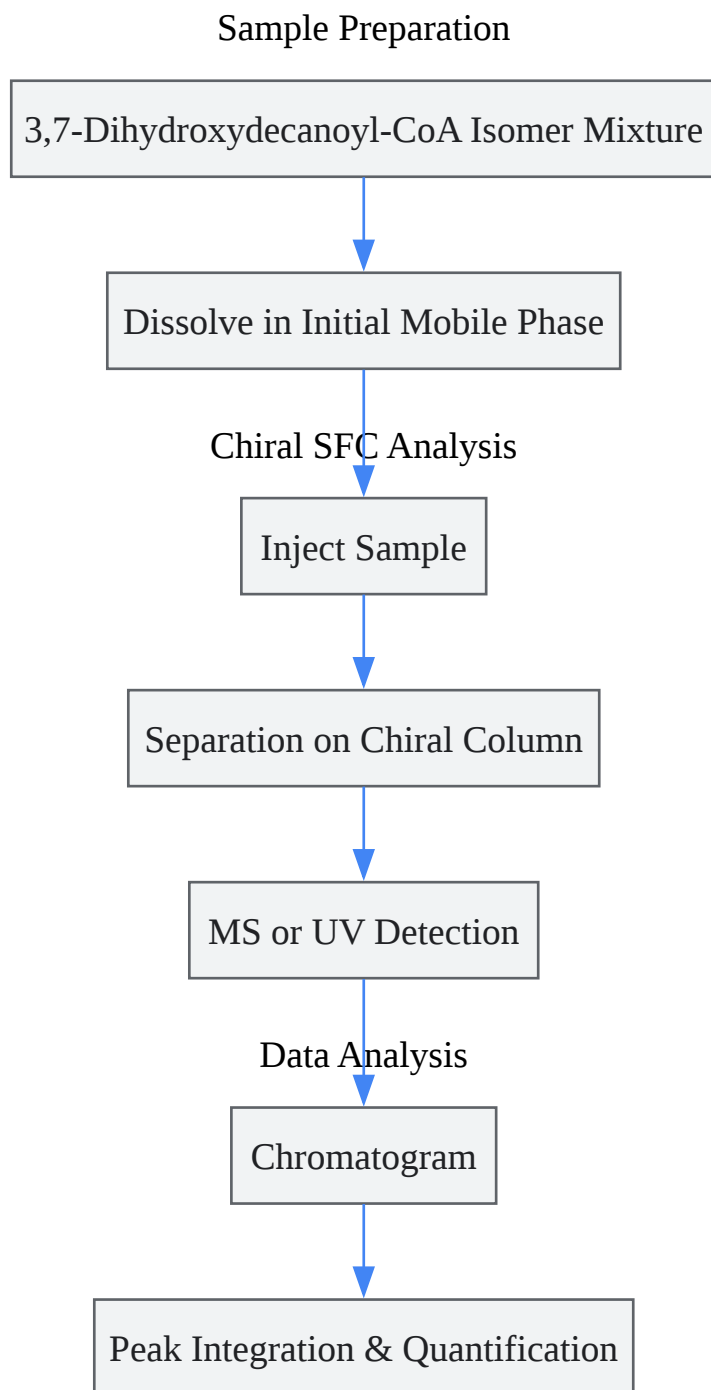 Sample Preparation
3,7-Dihydroxydecanoyl-CoA Isomer Mixture
Dissolve in Initial Mobile Phase
Chiral SFC Analysis
Inject Sample
Separation on Chiral Column
MS or UV Detection
Data Analysis
Chromatogram
Peak Integration & Quantification